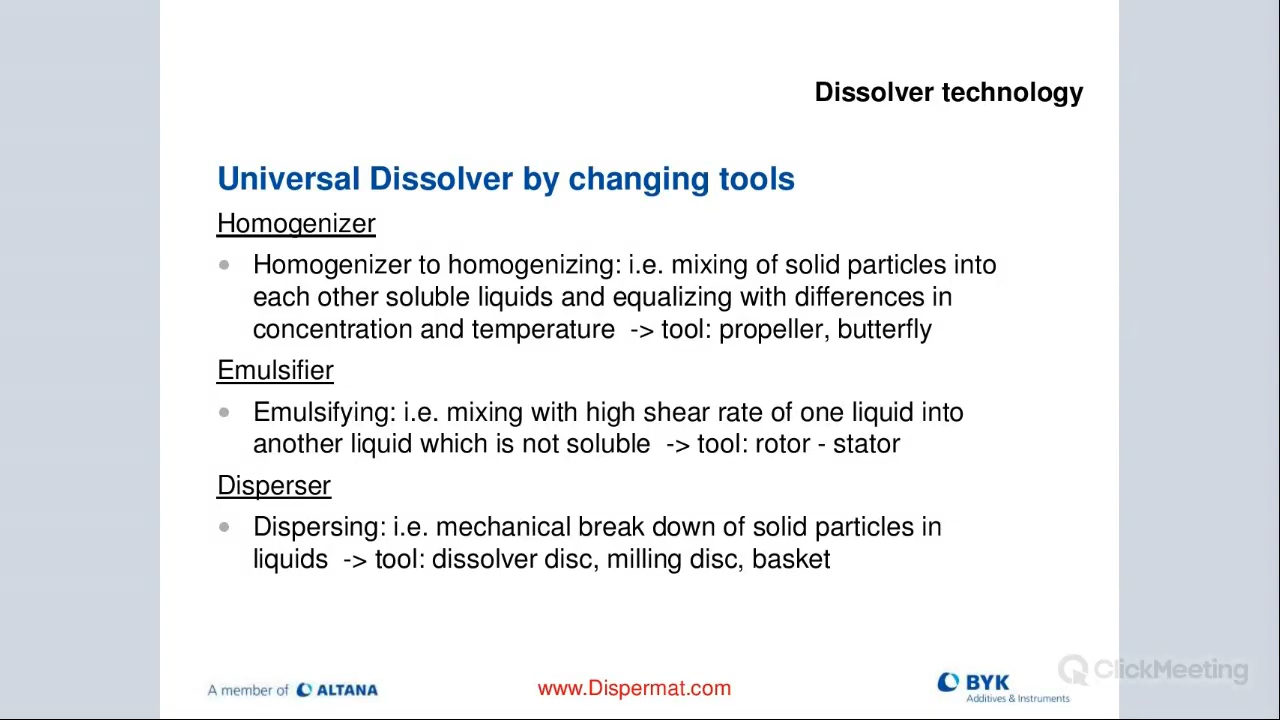 Dissolver technology
Universal Dissolver by changing tools
Homogenizer
Homogenizer to homogenizing: i.e. mixing of solid particles into
each other soluble liquids and equalizing with differences in
concentration and temperature -> tool: propeller, butterfly
Emulsifier
Emulsifying: i.e. mixing with high shear rate of one liquid into
another liquid which is not soluble -> tool: rotor - stator
Disperser
Dispersing: i.e. mechanical break down of solid particles in
liquids -> tool: dissolver disc, milling disc, basket
A member of ALTANA
www.Dispermat.com
BYK
Additives & Instruments
ClickMeeting